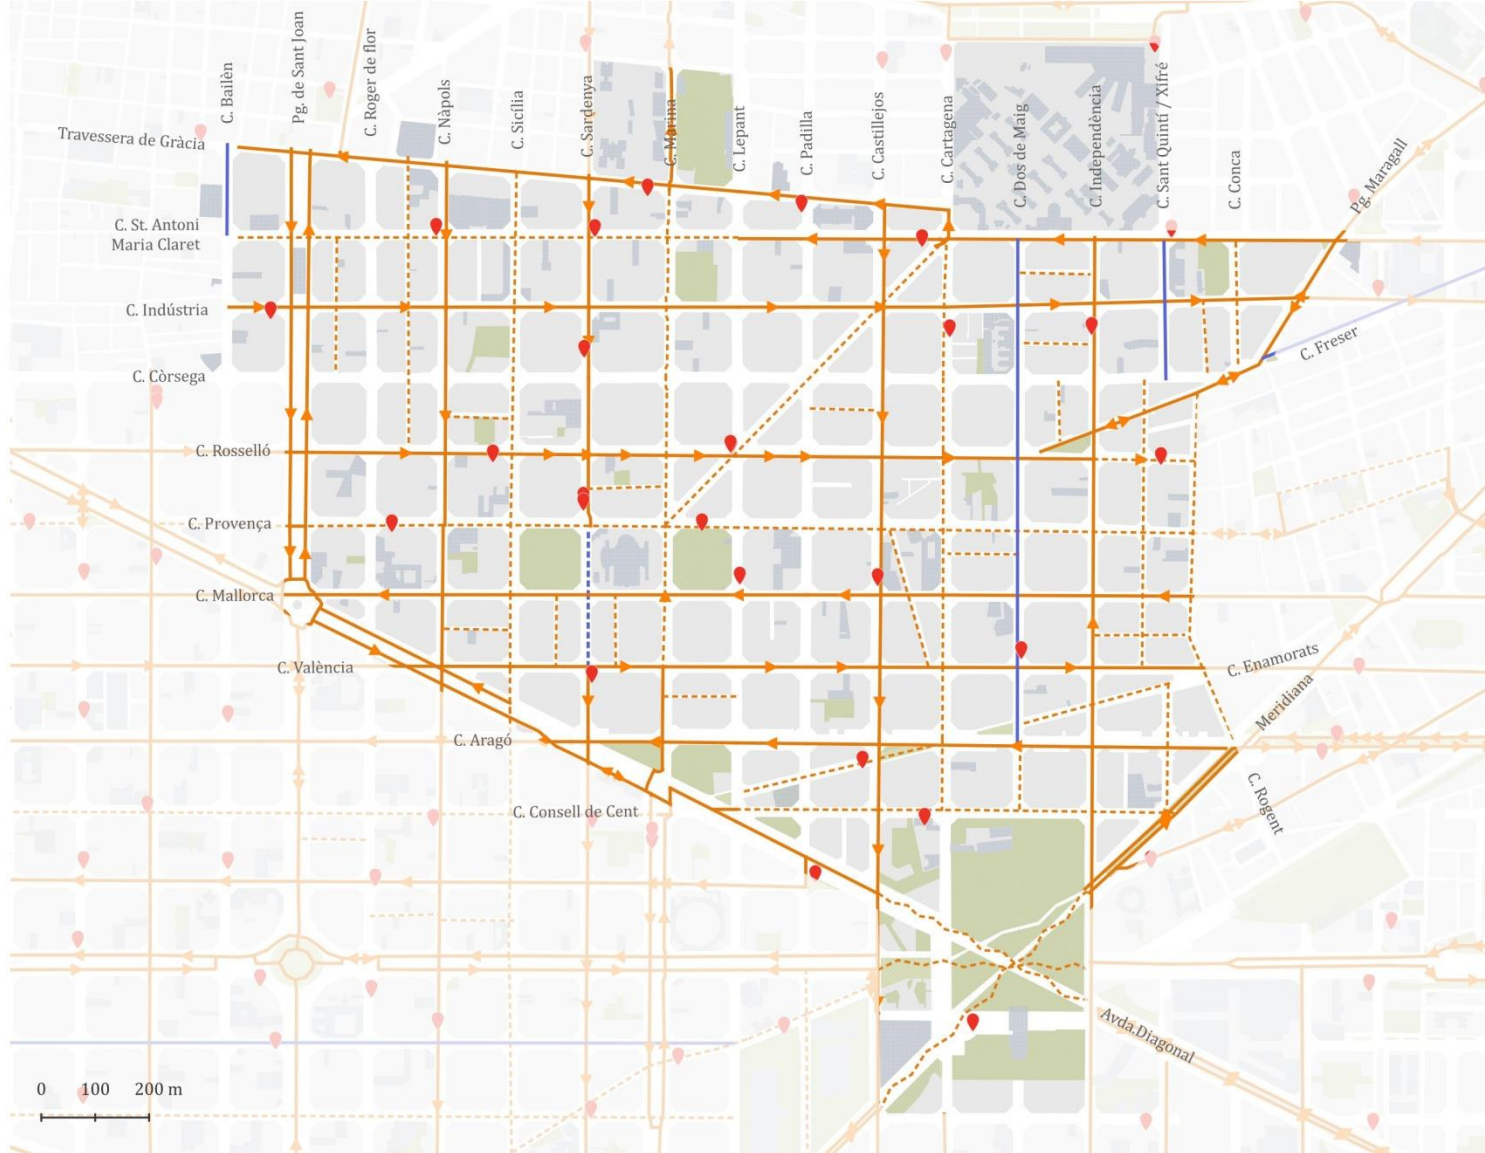 C. Bailèn
Pg. de Sant Joan
C. Roger de flor
C. Nàpols
C. Sicília
C. Sardenya
C. Marina
C. Lepant
C. Padilla
C. Castillejos
C. Cartagena
C. Dos de Maig
C. Independència
C. Sant Quintí / Xifré
C. Conca
Pg. Maragall
Travessera de Gràcia
C. St. Antoni
Maria Claret
C. Indústria
C. Freser
C. Còrsega
C. Rosselló
C. Provença
C. Mallorca
C. València
C. Enamorats
Meridiana
C. Aragó
C. Rogent
C. Consell de Cent
Avda.Diagonal
0 100 200 m